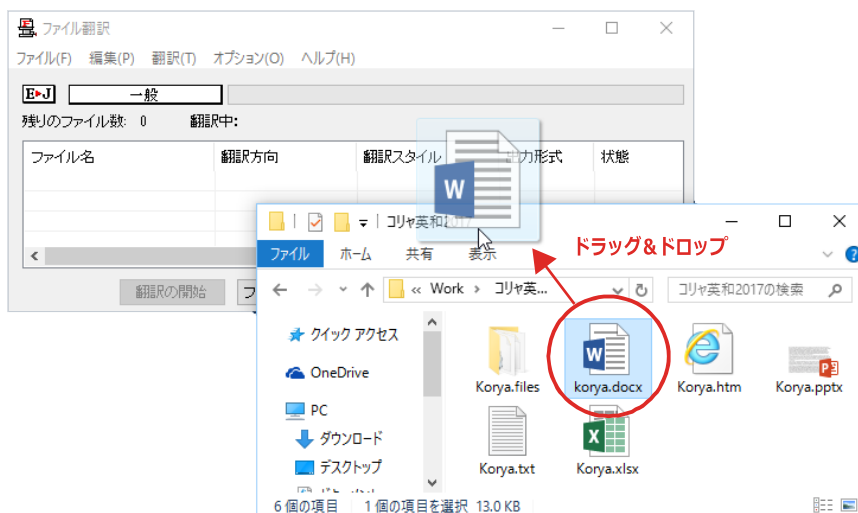 ファイル翻訳
ファイル(F) 編集(P) 翻訳(T) オプション(O) ヘルプ(H)
E▸J 一般
残りのファイル数: 0 翻訳中:
ファイル名 翻訳方向 翻訳スタイル 出力形式 状態
W
コリャ英和2017
ドラッグ&ドロップ
ファイル ホーム 共有 表示
翻訳の開始
« Work › コリャ英...
コリャ英和2017の検索
クイック アクセス
OneDrive
PC
ダウンロード
デスクトップ
Korya.files korya.docx Korya.htm Korya.pptx
Korya.txt Korya.xlsx
6 個の項目 1 個の項目を選択 13.0 KB